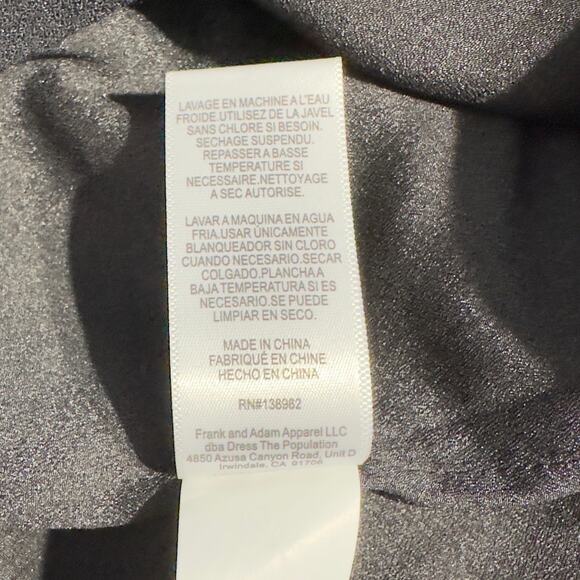 LAVAGE EN MACHINE A L'EAU
FROIDE.UTILISEZ DE LA JAVEL
SANS CHLORE SI BESOIN.
SECHAGE SUSPENDU.
REPASSER A BASSE
TEMPERATURE SI
NECESSAIRE.NETTOYAGE
A SEC AUTORISE.
LAVAR A MAQUINA EN AGUA
FRIA.USAR ÚNICAMENTE
BLANQUEADOR SIN CLORO
CUANDO NECESARIO.SECAR
COLGADO.PLANCHA A
BAJA TEMPERATURA SI ES
NECESARIO.SE PUEDE
LIMPIAR EN SECO.
MADE IN CHINA
FABRIQUÉ EN CHINE
HECHO EN CHINA
RN#138982
Frank and Adam Apparel LLC
dba Dress The Population
4850 Azusa Canyon Road, Unit D
Irwindale, CA 91706